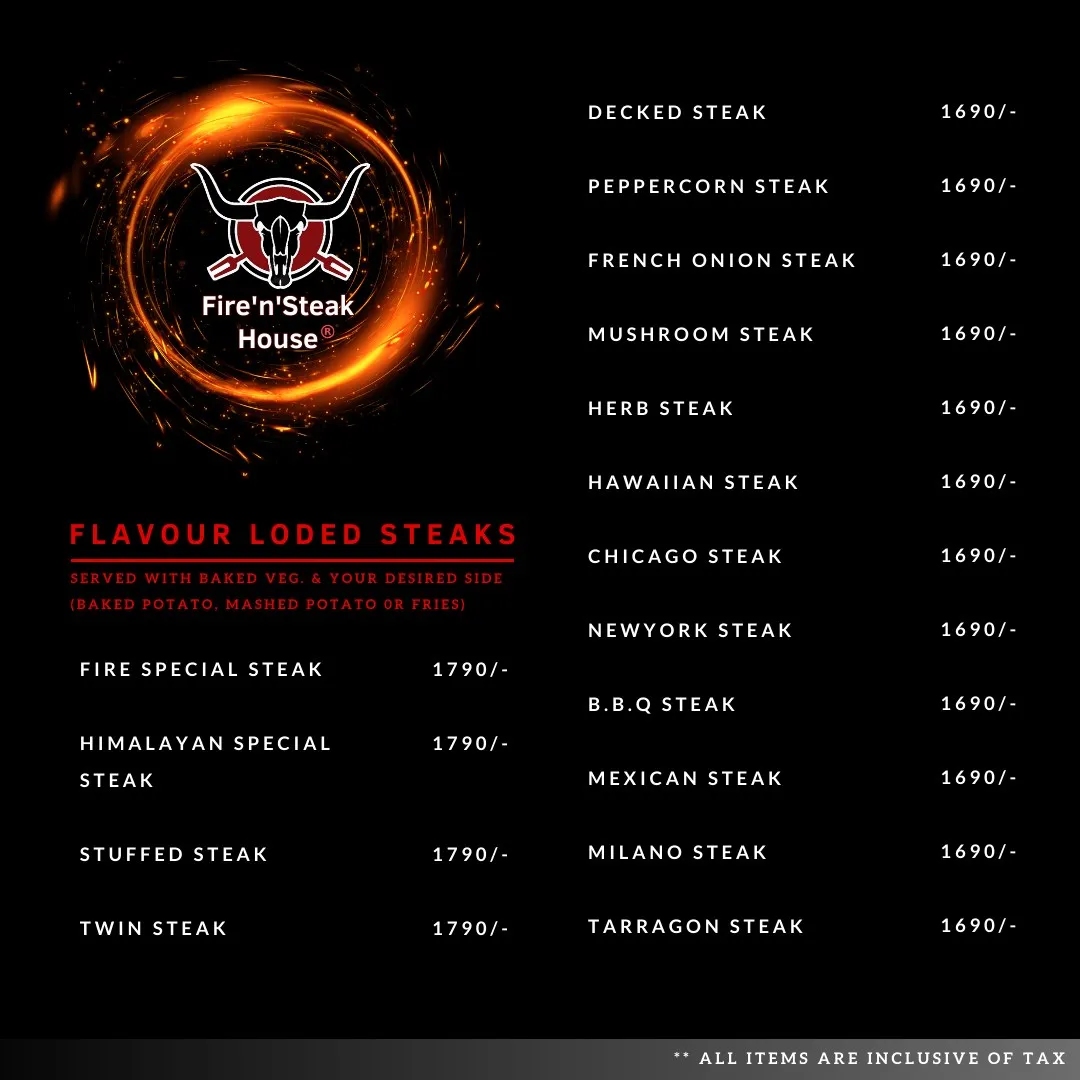 Fire'n'Steak
House®
FLAVOUR LODED STEAKS
SERVED WITH BAKED VEG. & YOUR DESIRED SIDE
(BAKED POTATO, MASHED POTATO 0R FRIES)
FIRE SPECIAL STEAK 1790/-
HIMALAYAN SPECIAL 1790/-
STEAK
STUFFED STEAK 1790/-
TWIN STEAK 1790/-
DECKED STEAK 1690/-
PEPPERCORN STEAK 1690/-
FRENCH ONION STEAK 1690/-
MUSHROOM STEAK 1690/-
HERB STEAK 1690/-
HAWAIIAN STEAK 1690/-
CHICAGO STEAK 1690/-
NEWYORK STEAK 1690/-
B.B.Q STEAK 1690/-
MEXICAN STEAK 1690/-
MILANO STEAK 1690/-
TARRAGON STEAK 1690/-
** ALL ITEMS ARE INCLUSIVE OF TAX